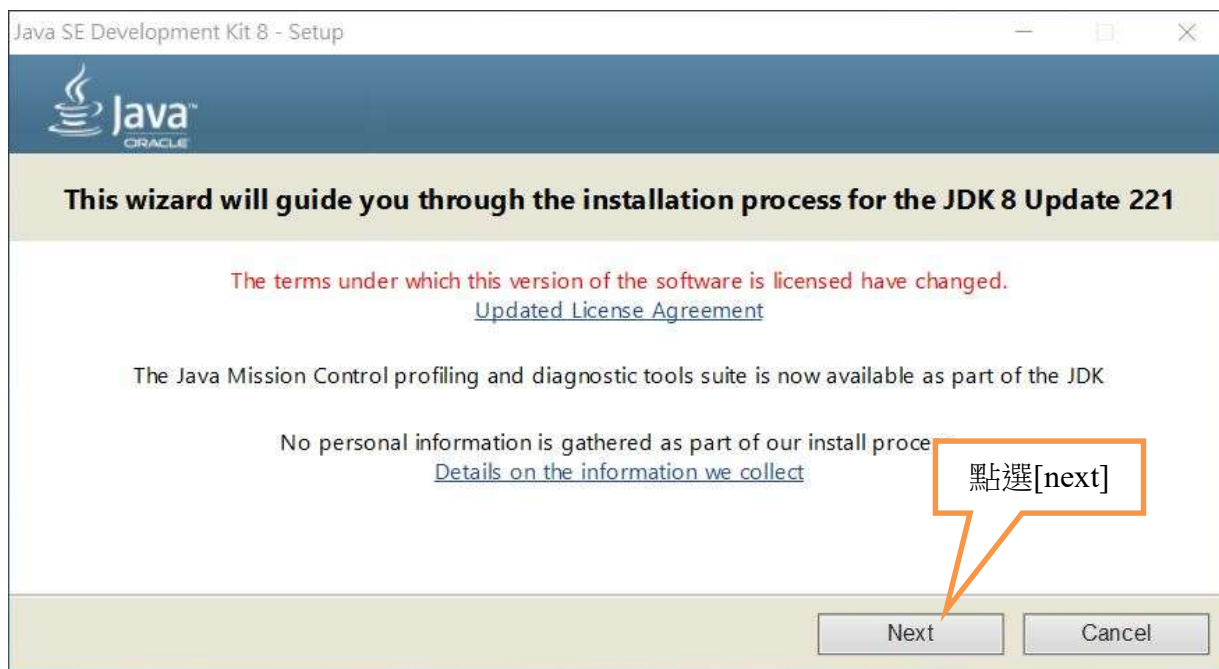 Java SE Development Kit 8 - Setup
Java™
ORACLE
This wizard will guide you through the installation process for the JDK 8 Update 221
The terms under which this version of the software is licensed have changed.
Updated License Agreement
The Java Mission Control profiling and diagnostic tools suite is now available as part of the JDK
No personal information is gathered as part of our install
Details on the information we collect
點選[next]
Next
Cancel